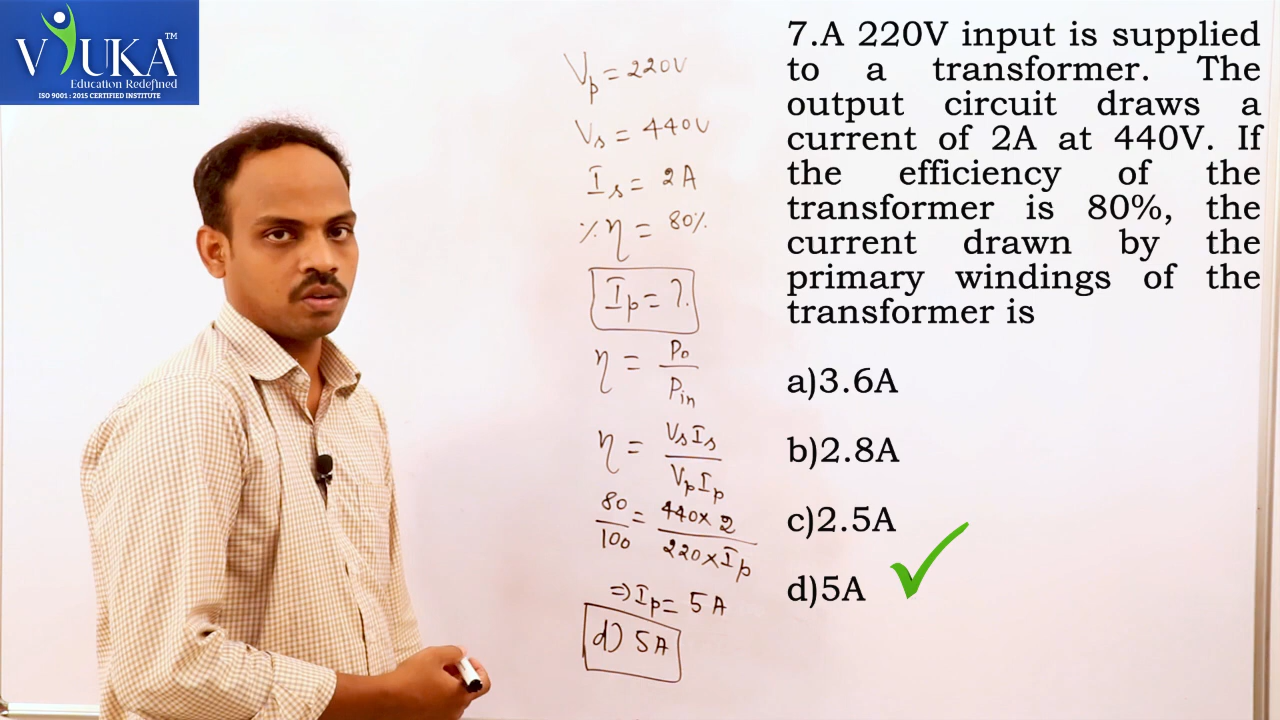 VYUKA™
Education Redefined
ISO 9001 : 2015 CERTIFIED INSTITUTE
Vp = 220V
Vs = 440V
Is = 2A
% η = 80%
Ip = ?
η = Po / Pin
η = VsIs / VpIp
80/100 = 440 × 2 / 220 × Ip
⇒ Ip = 5A
d) 5A
7.A 220V input is supplied
to a transformer. The
output circuit draws a
current of 2A at 440V. If
the efficiency of the
transformer is 80%, the
current drawn by the
primary windings of the
transformer is
a)3.6A
b)2.8A
c)2.5A
d)5A